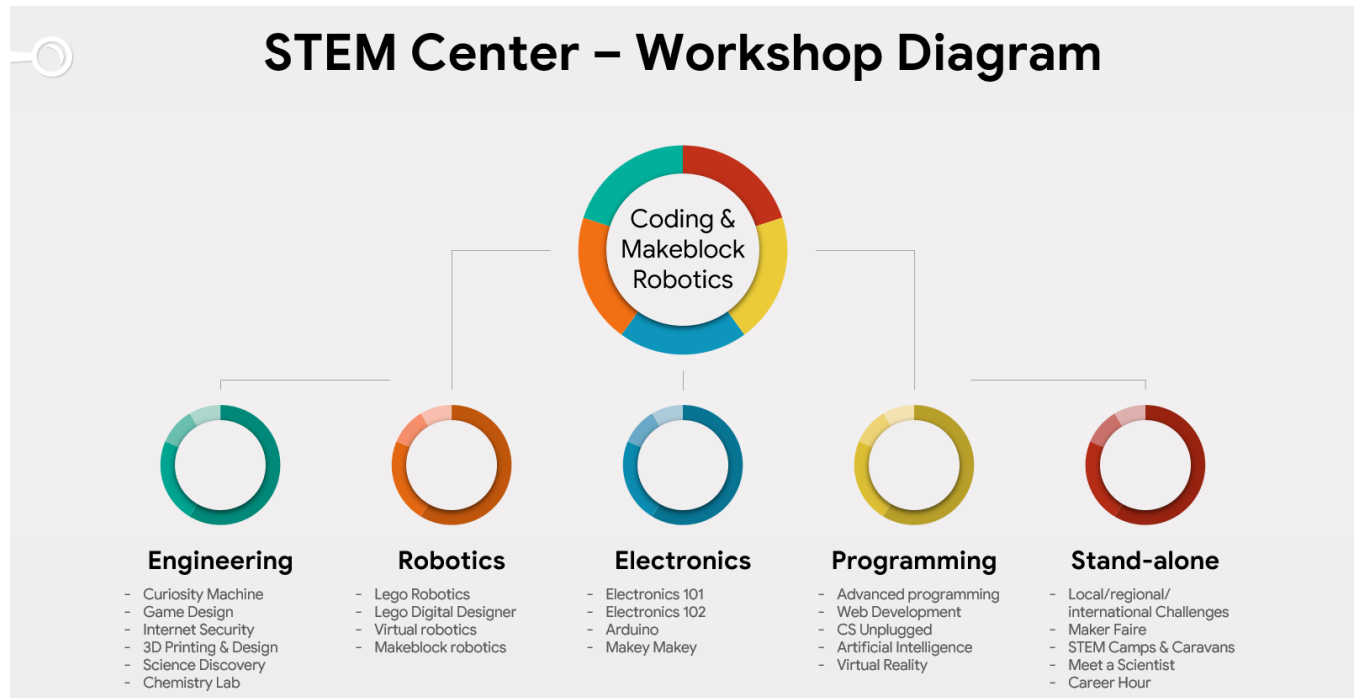 STEM Center – Workshop Diagram
Coding &
Makeblock
Robotics
Engineering
- Curiosity Machine
- Game Design
- Internet Security
- 3D Printing & Design
- Science Discovery
- Chemistry Lab
Robotics
- Lego Robotics
- Lego Digital Designer
- Virtual robotics
- Makeblock robotics
Electronics
- Electronics 101
- Electronics 102
- Arduino
- Makey Makey
Programming
- Advanced programming
- Web Development
- CS Unplugged
- Artificial Intelligence
- Virtual Reality
Stand-alone
- Local/regional/
international Challenges
- Maker Faire
- STEM Camps & Caravans
- Meet a Scientist
- Career Hour